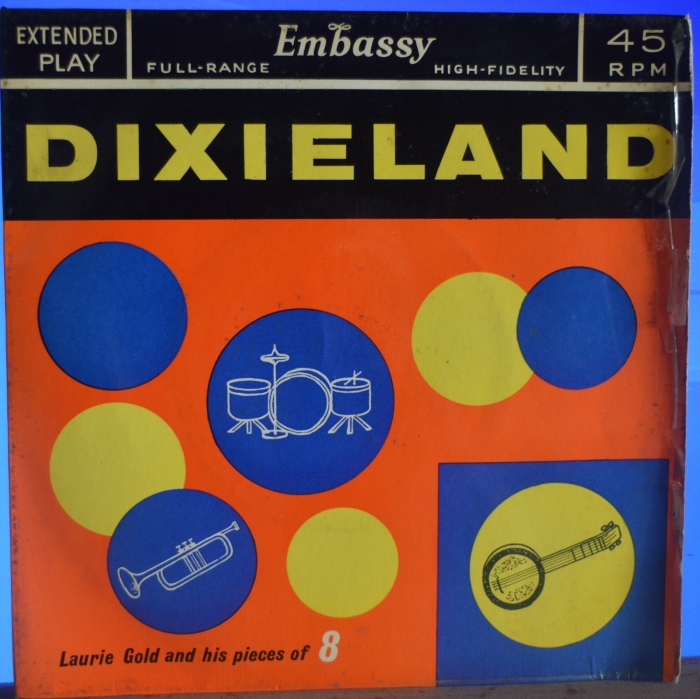 EXTENDED PLAY
Embassy
FULL-RANGE HIGH-FIDELITY
45 RPM
DIXIELAND
Laurie Gold and his pieces of 8